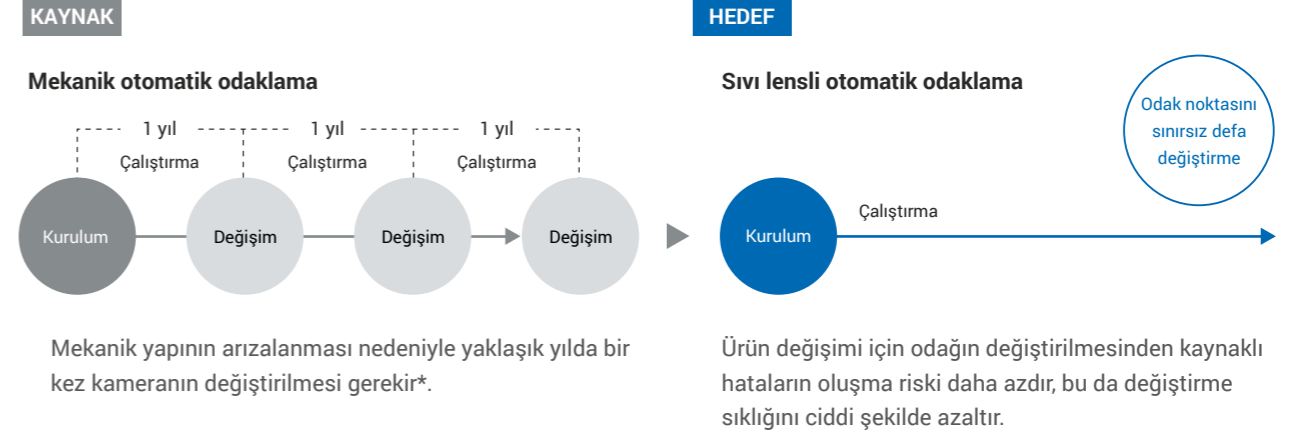 KAYNAK
Mekanik otomatik odaklama
1 yıl
1 yıl
1 yıl
Çalıştırma
Çalıştırma
Çalıştırma
Kurulum
Değişim
Değişim
Değişim
Mekanik yapının arızalanması nedeniyle yaklaşık yılda bir
kez kameranın değiştirilmesi gerekir*.
HEDEF
Sıvı lensli otomatik odaklama
Odak noktasını
sınırsız defa
değiştirme
Çalıştırma
Kurulum
Ürün değişimi için odağın değiştirilmesinden kaynaklı
hataların oluşma riski daha azdır, bu da değiştirme
sıklığını ciddi şekilde azaltır.